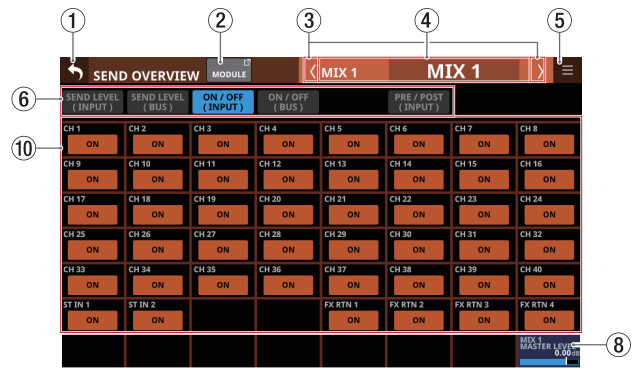 1
2
3
4
5
SEND OVERVIEW
MODULE
MIX 1
MIX 1
6
SEND LEVEL
( INPUT )
SEND LEVEL
( BUS )
ON / OFF
( INPUT )
ON / OFF
( BUS )
PRE / POST
( INPUT )
10
CH 1 CH 2 CH 3 CH 4 CH 5 CH 6 CH 7 CH 8
ON ON ON ON ON ON ON ON
CH 9 CH 10 CH 11 CH 12 CH 13 CH 14 CH 15 CH 16
ON ON ON ON ON ON ON ON
CH 17 CH 18 CH 19 CH 20 CH 21 CH 22 CH 23 CH 24
ON ON ON ON ON ON ON ON
CH 25 CH 26 CH 27 CH 28 CH 29 CH 30 CH 31 CH 32
ON ON ON ON ON ON ON ON
CH 33 CH 34 CH 35 CH 36 CH 37 CH 38 CH 39 CH 40
ON ON ON ON ON ON ON ON
ST IN 1 ST IN 2 FX RTN 1 FX RTN 2 FX RTN 3 FX RTN 4
ON ON ON ON ON ON
MIX 1
MASTER LEVEL
0.00dB
8